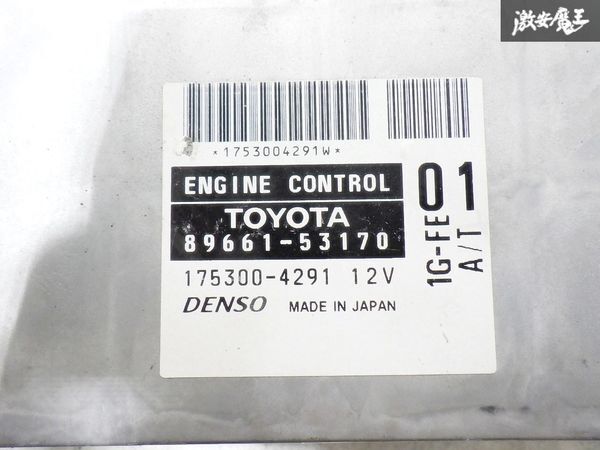 激安魔王
*1753004291W*
ENGINE CONTROL
TOYOTA
89661-53170
175300-4291 12V
DENSO MADE IN JAPAN
01
1G-FE
A/T